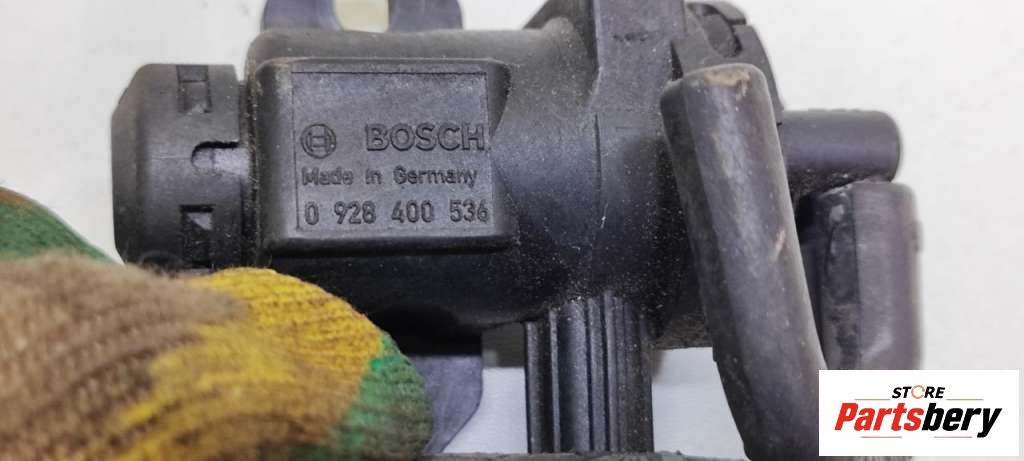 BOSCH
Made in Germany
0 928 400 536
STORE
Partsbery